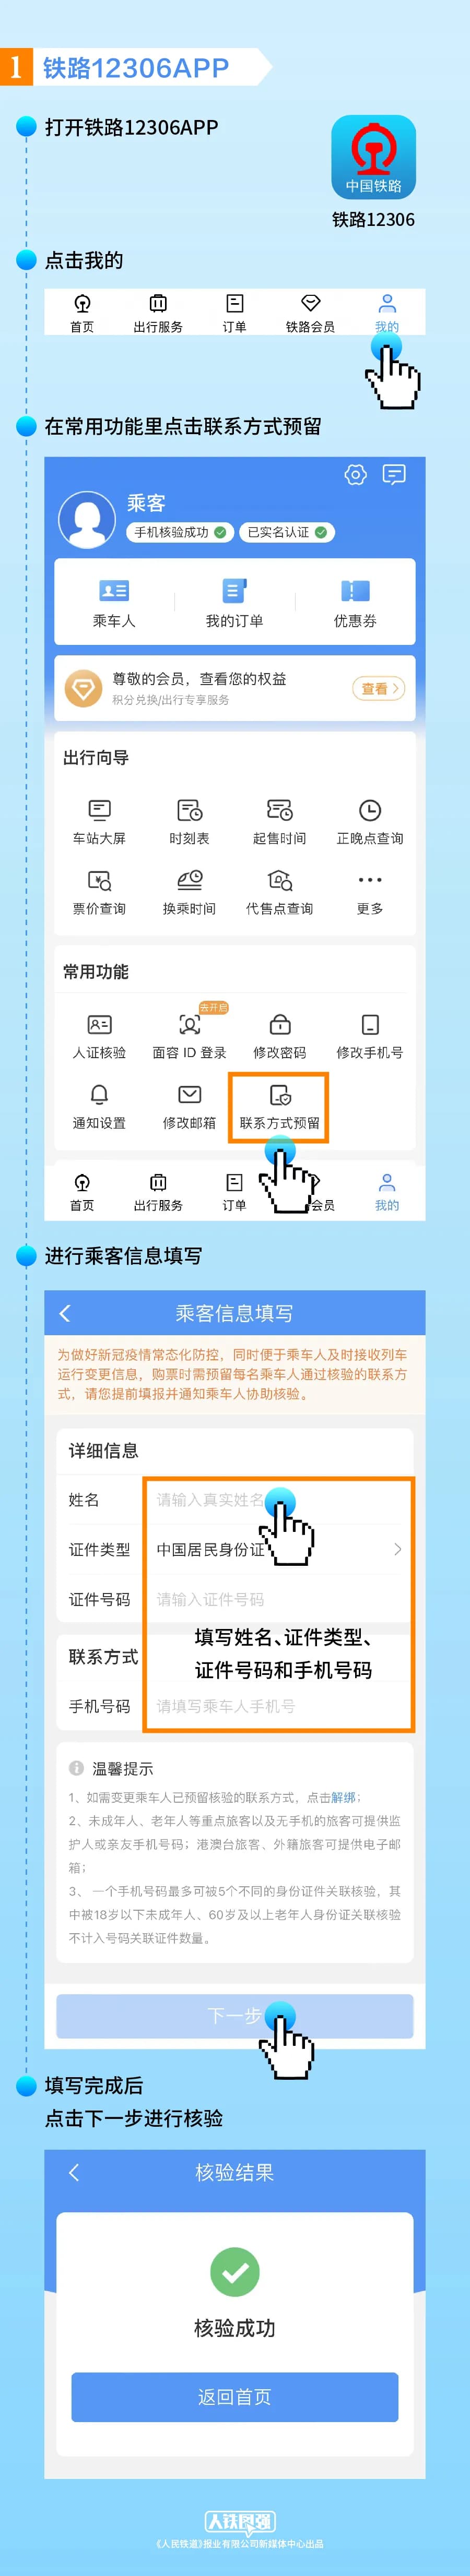 1 铁路12306APP
打开铁路12306APP
中国铁路
铁路12306
点击我的
首页 出行服务 订单 铁路会员 我的
在常用功能里点击联系方式预留
乘客
手机核验成功 已实名认证
乘车人 我的订单 优惠券
尊敬的会员，查看您的权益
积分兑换/出行专享服务
查看
出行向导
车站大屏 时刻表 起售时间 正晚点查询
票价查询 换乘时间 代售点查询 更多
常用功能
去开启
人证核验 面容 ID 登录 修改密码 修改手机号
通知设置 修改邮箱 联系方式预留
首页 出行服务 订单 会员 我的
进行乘客信息填写
乘客信息填写
为做好新冠疫情常态化防控，同时便于乘车人及时接收列车
运行变更信息，购票时需预留每名乘车人通过核验的联系方
式，请您提前填报并通知乘车人协助核验。
详细信息
姓名 请输入真实姓名
证件类型 中国居民身份证
证件号码 请输入证件号码
填写姓名、证件类型、
联系方式
证件号码和手机号码
手机号码 请填写乘车人手机号
温馨提示
1、如需变更乘车人已预留核验的联系方式，点击解绑；
2、未成年人、老年人等重点旅客以及无手机的旅客可提供监
护人或亲友手机号码；港澳台旅客、外籍旅客可提供电子邮
箱；
3、 一个手机号码最多可被5个不同的身份证件关联核验，其
中被18岁以下未成年人、60岁及以上老年人身份证关联核验
不计入号码关联证件数量。
下一步
填写完成后
点击下一步进行核验
核验结果
核验成功
返回首页
人铁图强
《人民铁道》报业有限公司新媒体中心出品